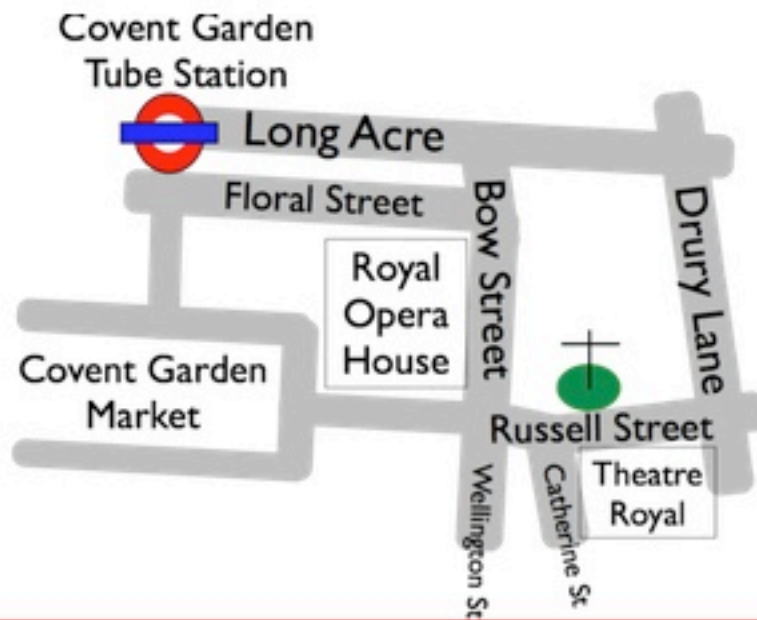 Covent Garden
Tube Station
Long Acre
Floral Street
Bow Street
Drury Lane
Royal
Opera
House
Covent Garden
Market
Russell Street
Theatre
Royal
Wellington St
Catherine St